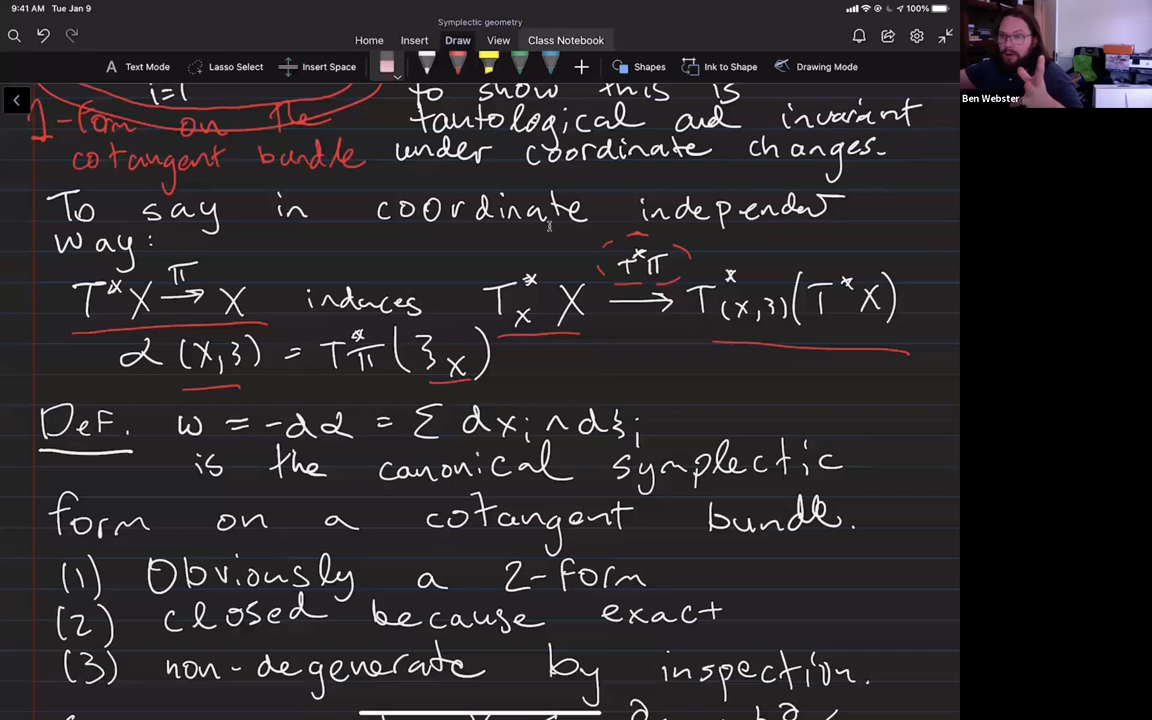 9:41 AM Tue Jan 9
100%
Symplectic geometry
Home Insert Draw View Class Notebook
Text Mode Lasso Select Insert Space Shapes Ink to Shape Drawing Mode
Ben Webster
i=1
to show this is
1-form on the
tautological and invariant
cotangent bundle
under coordinate changes.
To say in coordinate independent
way:
T*X →π X induces T*ₓX →T*π T*₍ₓ,ξ₎(T*X)
α(x,ξ) = T*π(ξₓ)
Def. ω = -dα = Σ dxᵢ ∧ dξᵢ
is the canonical symplectic
form on a cotangent bundle.
(1) Obviously a 2-form
(2) closed because exact
(3) non-degenerate by inspection.